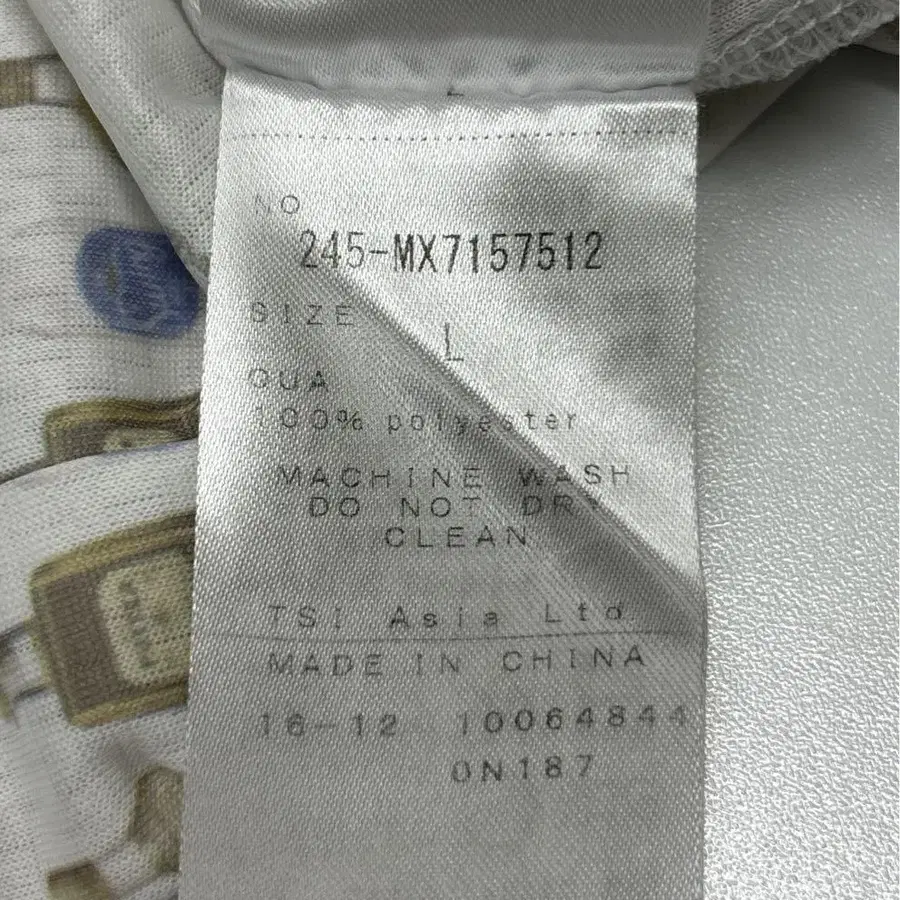 NO
245-MX7157512
SIZE
L
QUA
100% polyester
MACHINE WASH
DO NOT DRY
CLEAN
TSI Asia Ltd.
MADE IN CHINA
16-12 10064844
0N187